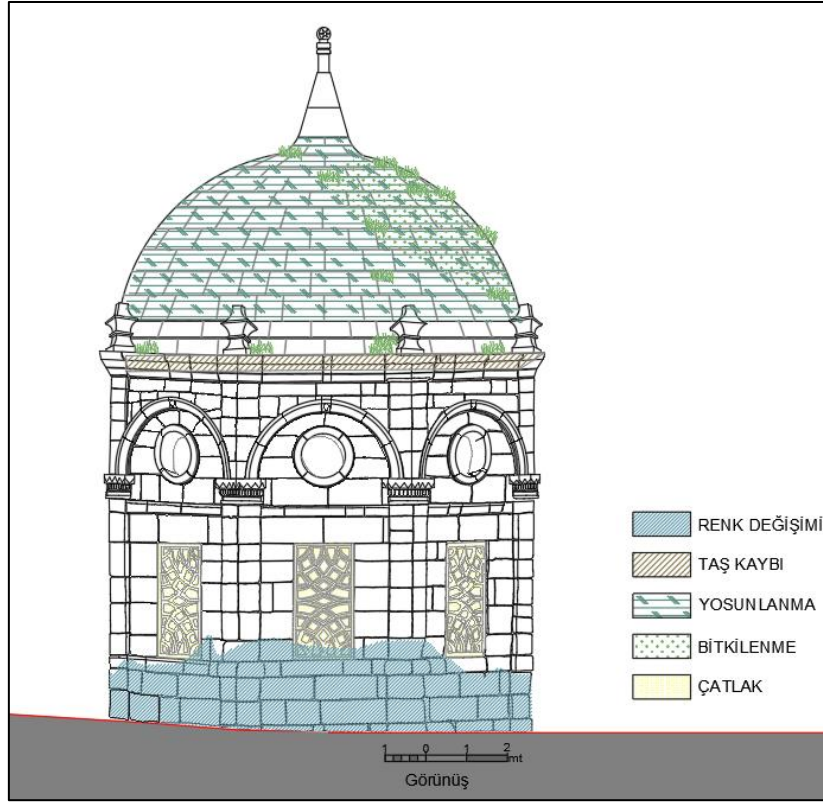 RENK DEĞİŞİMİ
TAŞ KAYBI
YOSUNLANMA
BİTKİLENME
ÇATLAK
1 0 1 2
mt
Görünüş